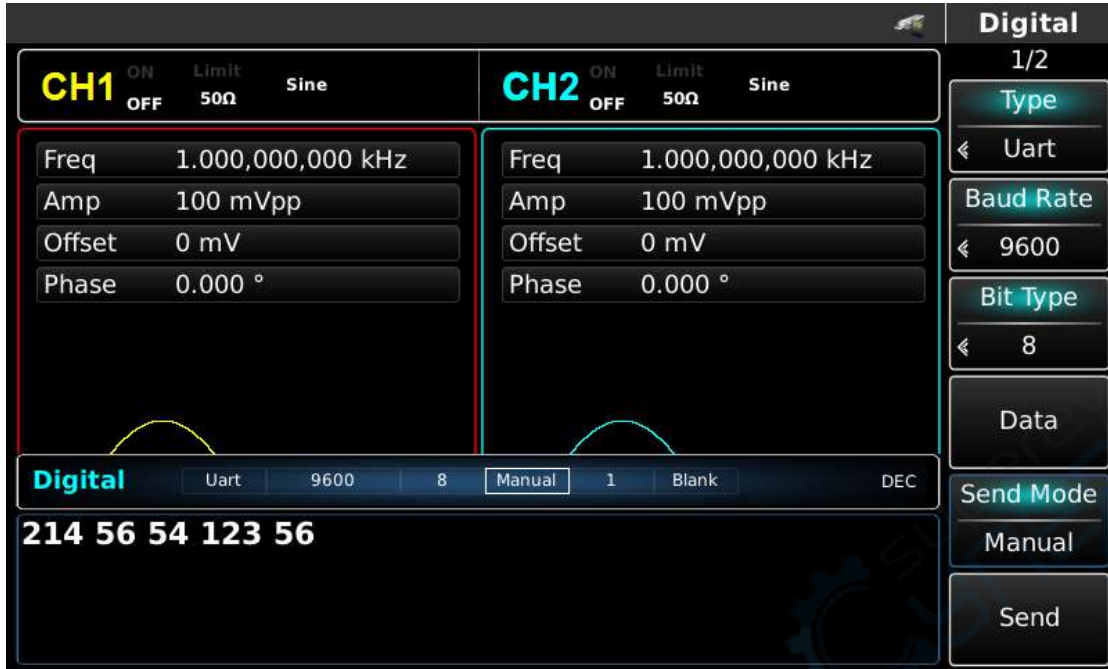 Digital
1/2
CH1 ON OFF Limit 50Ω Sine
CH2 ON OFF Limit 50Ω Sine
Freq 1.000,000,000 kHz
Amp 100 mVpp
Offset 0 mV
Phase 0.000 °
Freq 1.000,000,000 kHz
Amp 100 mVpp
Offset 0 mV
Phase 0.000 °
Digital Uart 9600 8 Manual 1 Blank DEC
214 56 54 123 56
Type
Uart
Baud Rate
9600
Bit Type
8
Data
Send Mode
Manual
Send